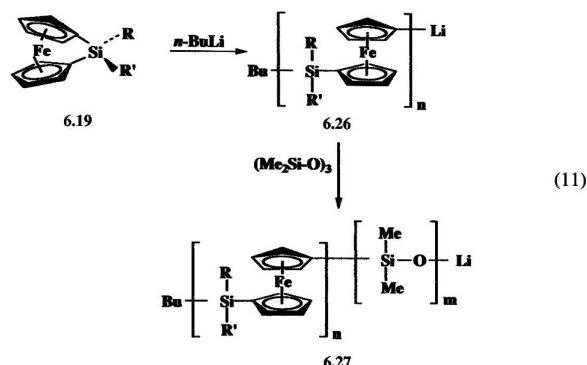 Fe
Si
R
R'
n-BuLi
Bu
R
Si
R'
Fe
Li
n
6.19
6.26
(Me2Si-O)3
(11)
Bu
R
Si
R'
Fe
n
Me
Si
O
Me
m
Li
6.27